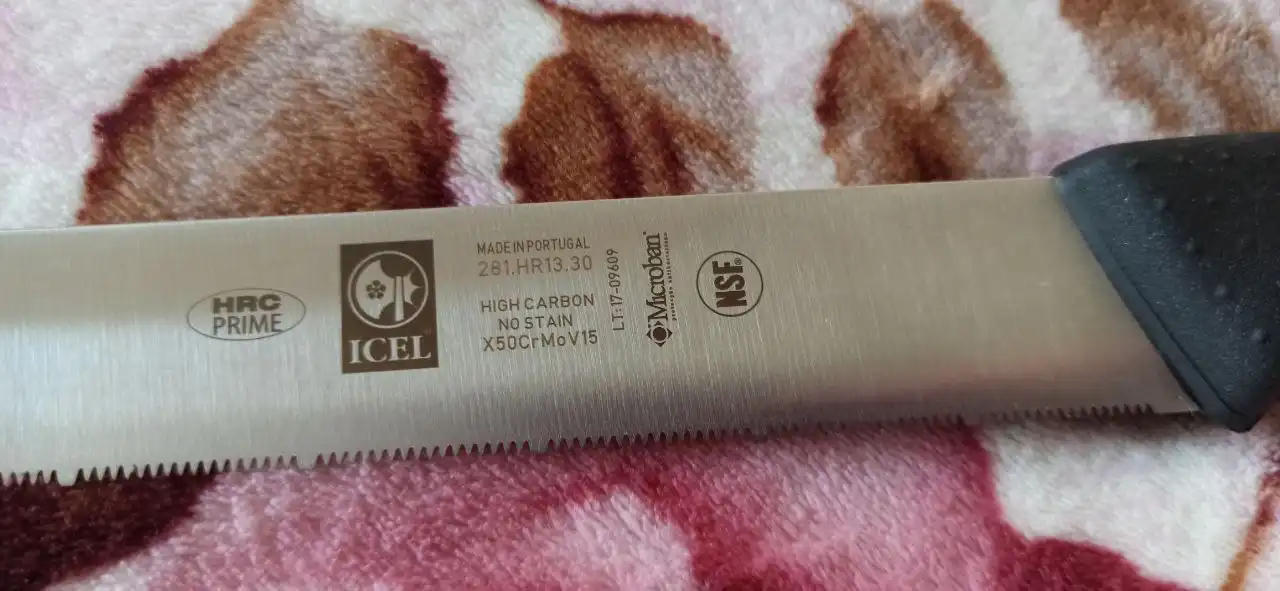 HRC
PRIME
ICEL
MADE IN PORTUGAL
281.HR13.30
HIGH CARBON
NO STAIN
X50CrMoV15
LT:17-09609
Microban
NSF®